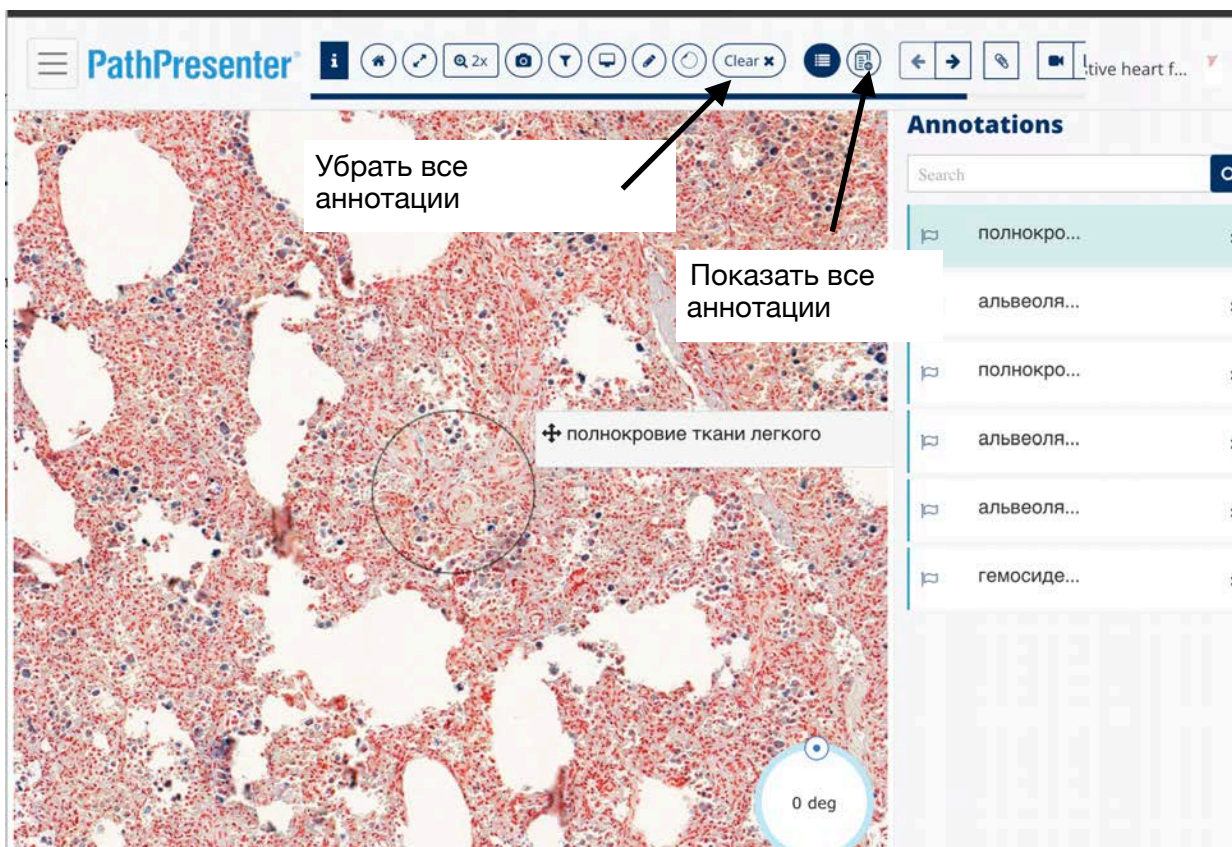 PathPresenter®
i
2x
Clear ×
tive heart f...
Убрать все
аннотации
Показать все
аннотации
Annotations
Search
полнокро...
альвеоля...
полнокро...
альвеоля...
альвеоля...
гемосиде...
полнокровие ткани легкого
0 deg